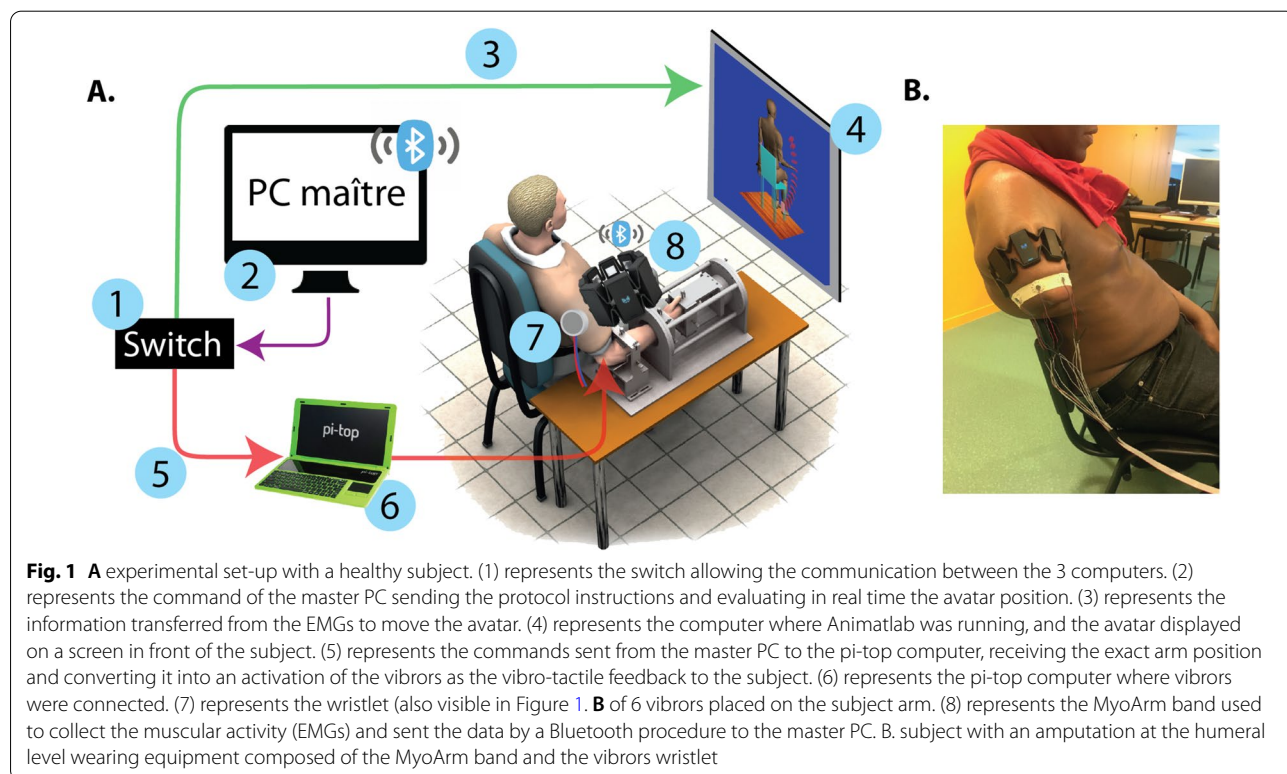 A.
3
B.
4
PC maître
8
2
1
7
Switch
pi-top
5
pi-top
6
Fig. 1 A experimental set-up with a healthy subject. (1) represents the switch allowing the communication between the 3 computers. (2)
represents the command of the master PC sending the protocol instructions and evaluating in real time the avatar position. (3) represents the
information transferred from the EMGs to move the avatar. (4) represents the computer where Animatlab was running, and the avatar displayed
on a screen in front of the subject. (5) represents the commands sent from the master PC to the pi-top computer, receiving the exact arm position
and converting it into an activation of the vibrors as the vibro-tactile feedback to the subject. (6) represents the pi-top computer where vibrors
were connected. (7) represents the wristlet (also visible in Figure 1. B of 6 vibrors placed on the subject arm. (8) represents the MyoArm band used
to collect the muscular activity (EMGs) and sent the data by a Bluetooth procedure to the master PC. B. subject with an amputation at the humeral
level wearing equipment composed of the MyoArm band and the vibrors wristlet